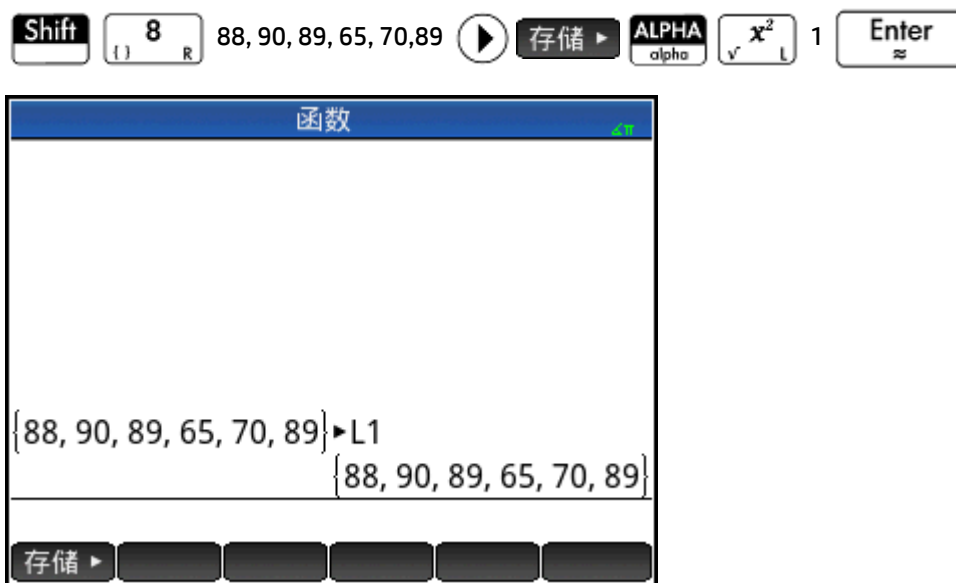 Shift 8 { } R 88, 90, 89, 65, 70,89 存储 ► ALPHA alpha x² √ L 1 Enter ≈
函数
∡π
{88, 90, 89, 65, 70, 89}►L1
{88, 90, 89, 65, 70, 89}
存储 ►